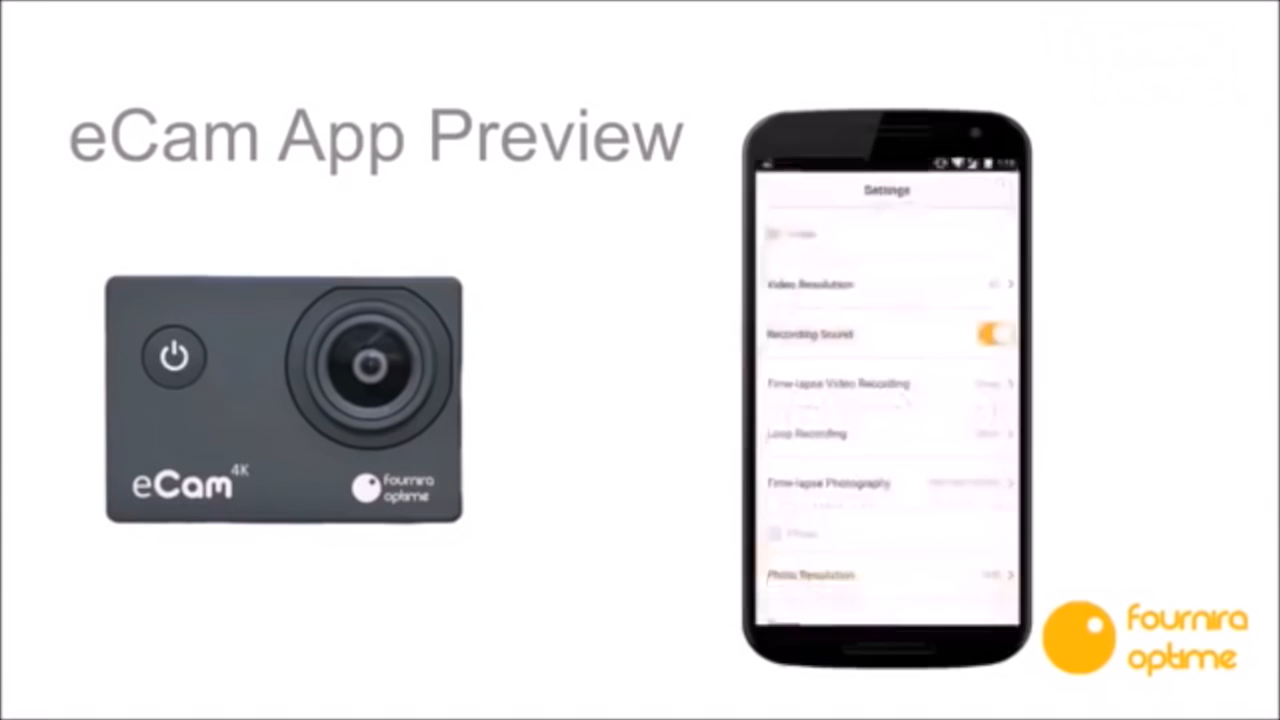 eCam App Preview
Settings
Video Resolution
Recording Sound
Time-lapse Video Recording
Loop Recording
Time-lapse Photography
Photo
Photo Resolution
eCam 4K
fournira
optime
fournira
optime